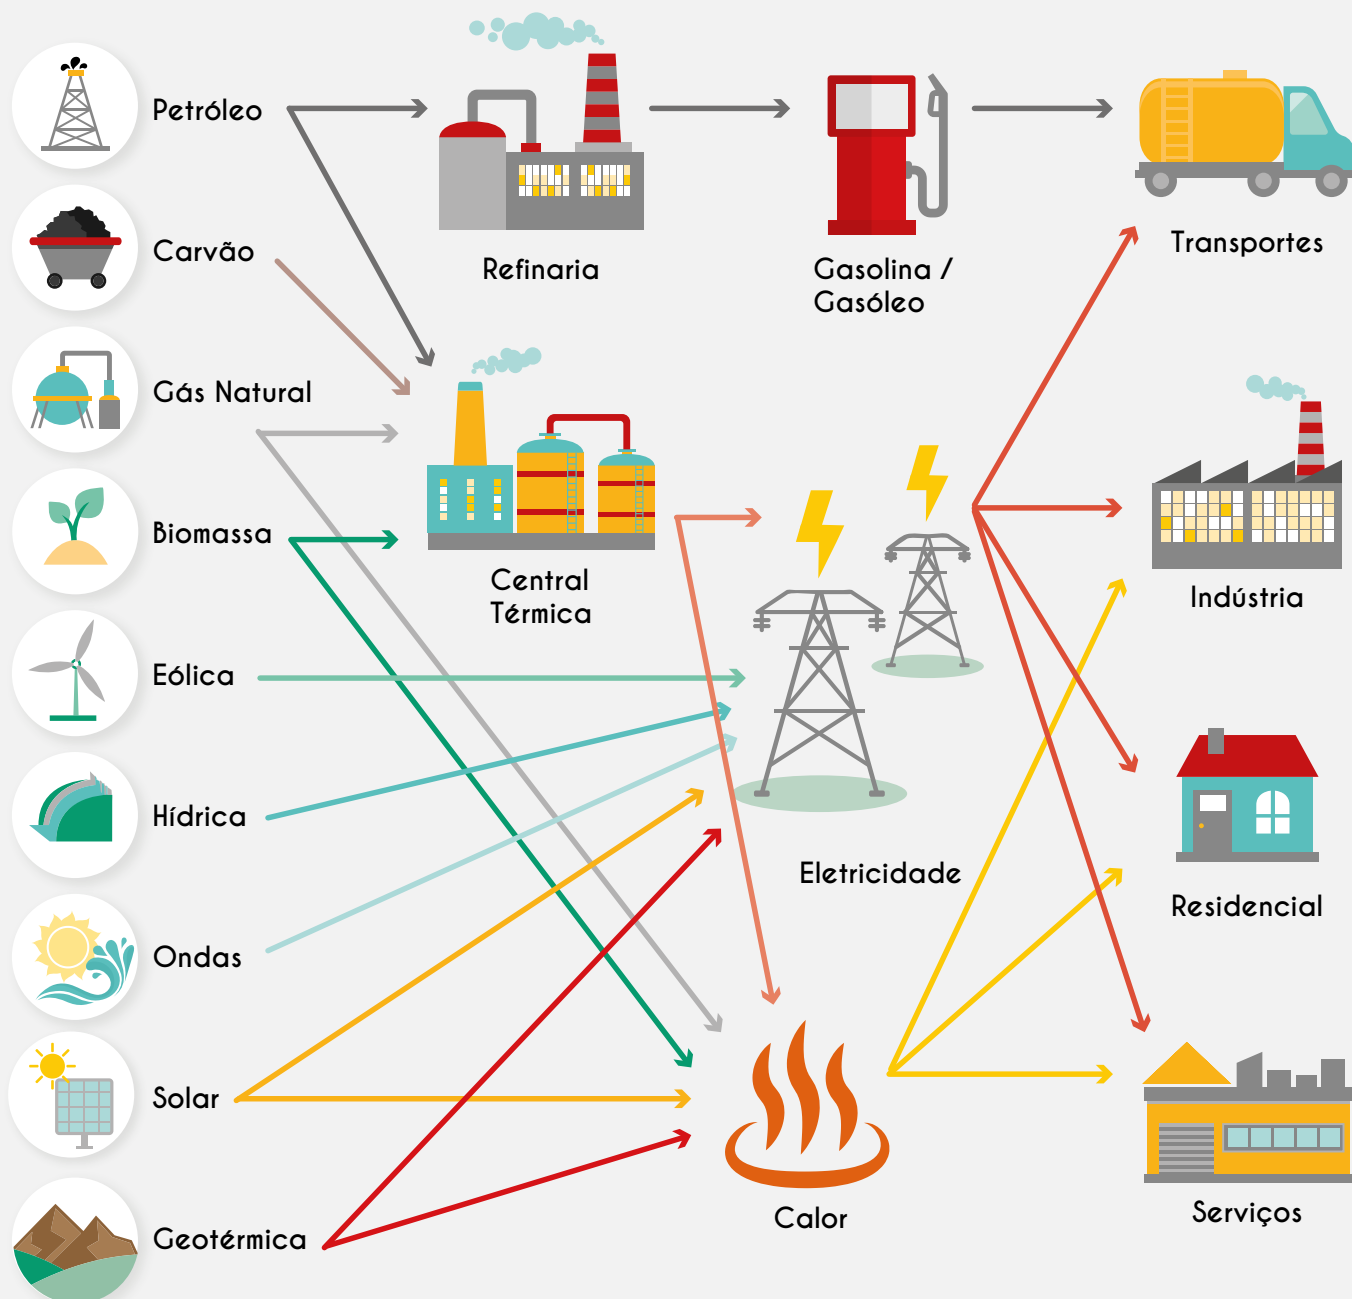 Petróleo
Carvão
Gás Natural
Biomassa
Eólica
Hídrica
Ondas
Solar
Geotérmica
Refinaria
Central
Térmica
Gasolina /
Gasóleo
Eletricidade
Calor
Transportes
Indústria
Residencial
Serviços